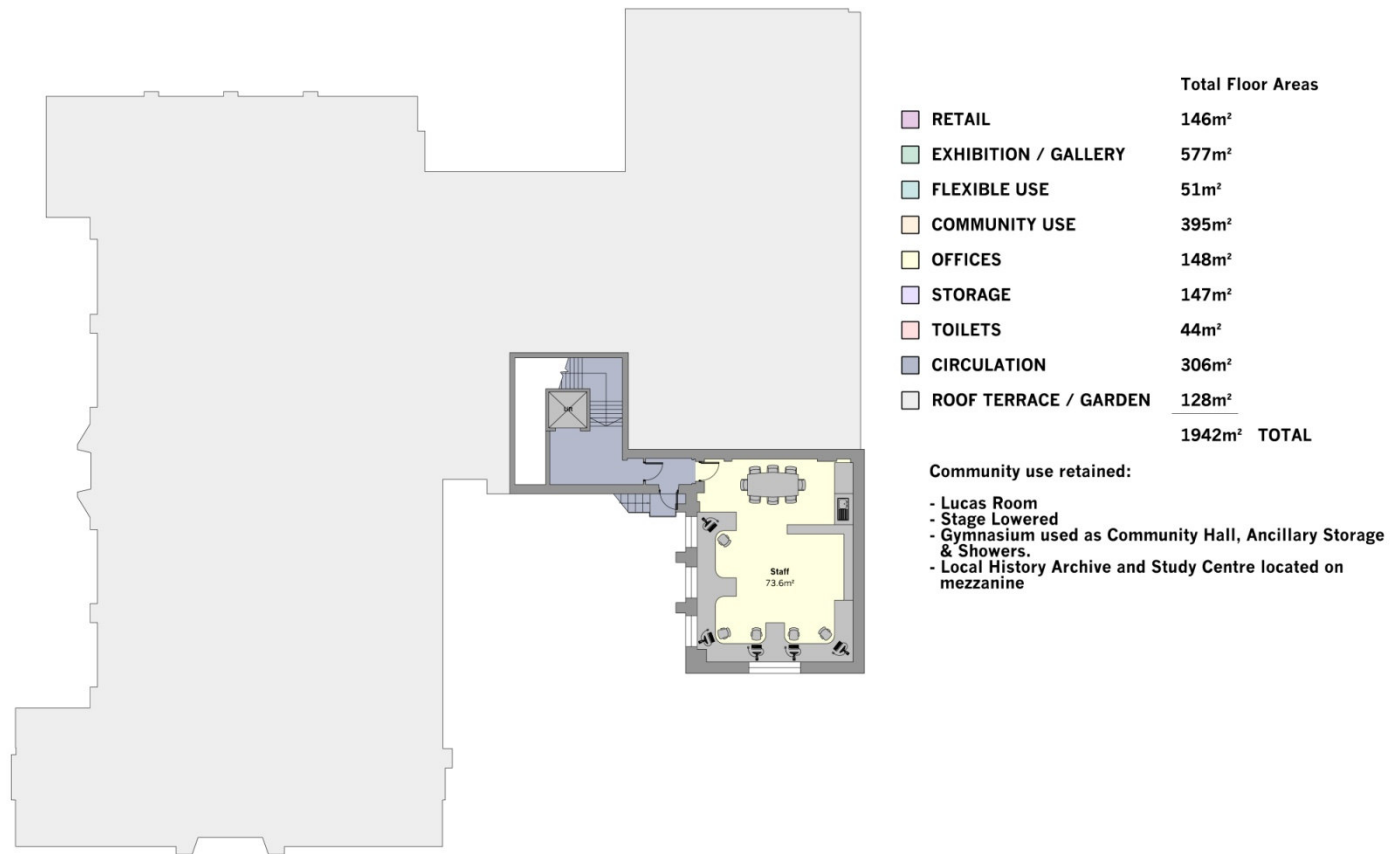 Total Floor Areas
RETAIL 146m²
EXHIBITION / GALLERY 577m²
FLEXIBLE USE 51m²
COMMUNITY USE 395m²
OFFICES 148m²
STORAGE 147m²
TOILETS 44m²
CIRCULATION 306m²
ROOF TERRACE / GARDEN 128m²
1942m² TOTAL
Community use retained:
- Lucas Room
- Stage Lowered
- Gymnasium used as Community Hall, Ancillary Storage
& Showers.
- Local History Archive and Study Centre located on
mezzanine
Staff
73.6m²